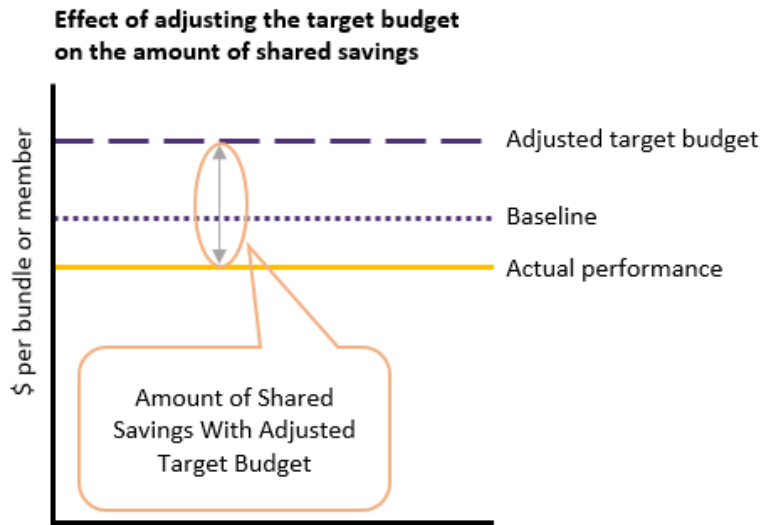 Effect of adjusting the target budget
on the amount of shared savings
$ per bundle or member
Adjusted target budget
Baseline
Actual performance
Amount of Shared
Savings With Adjusted
Target Budget